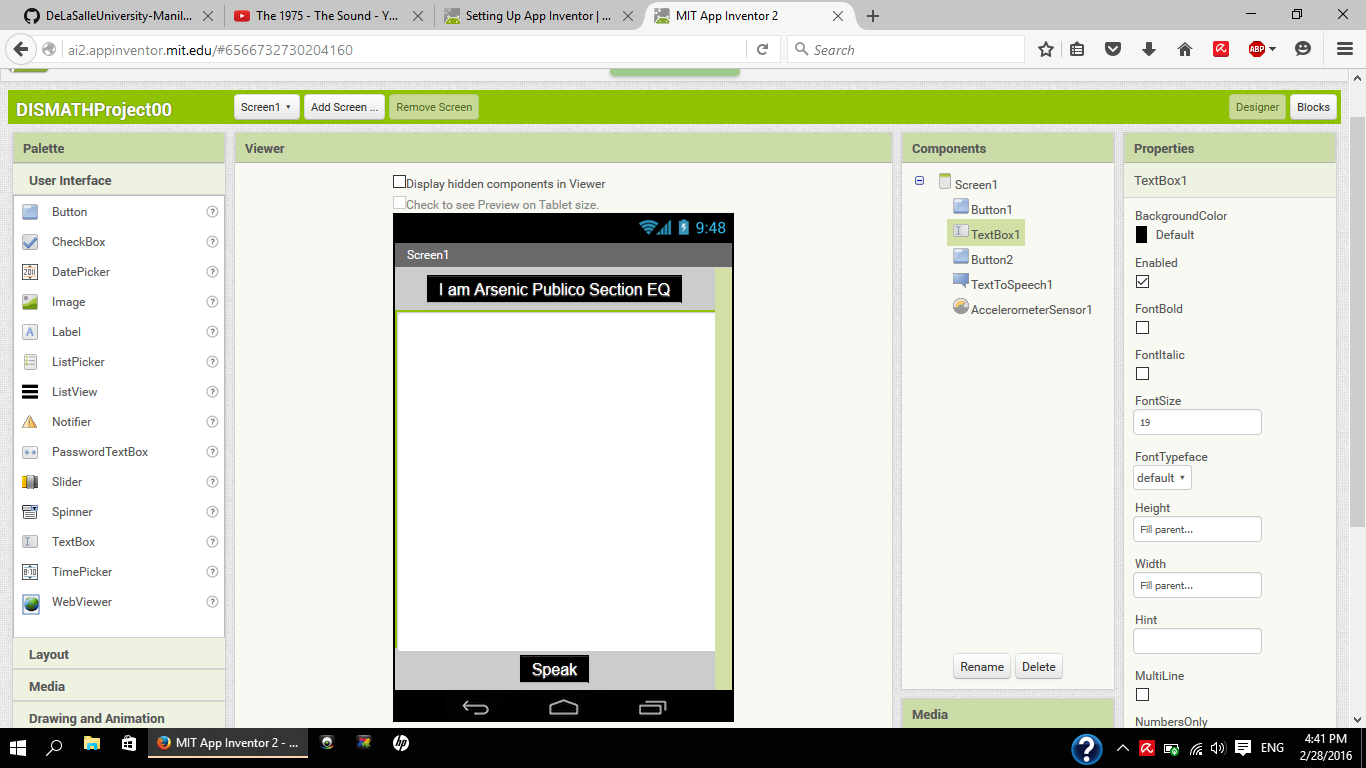 DeLaSalleUniversity-Manil...
The 1975 - The Sound - Y...
Setting Up App Inventor | ...
MIT App Inventor 2
ai2.appinventor.mit.edu/#6566732730204160
Search
ABP
DISMATHProject00
Screen1
Add Screen ...
Remove Screen
Designer
Blocks
Palette
User Interface
Button
CheckBox
DatePicker
Image
Label
ListPicker
ListView
Notifier
PasswordTextBox
Slider
Spinner
TextBox
TimePicker
WebViewer
Layout
Media
Drawing and Animation
Viewer
Display hidden components in Viewer
Check to see Preview on Tablet size.
9:48
Screen1
I am Arsenic Publico Section EQ
Speak
Components
Screen1
Button1
TextBox1
Button2
TextToSpeech1
AccelerometerSensor1
Rename
Delete
Media
Properties
TextBox1
BackgroundColor
Default
Enabled
FontBold
FontItalic
FontSize
19
FontTypeface
default
Height
Fill parent...
Width
Fill parent...
Hint
MultiLine
NumbersOnly
MIT App Inventor 2 - ...
ENG
4:41 PM
2/28/2016